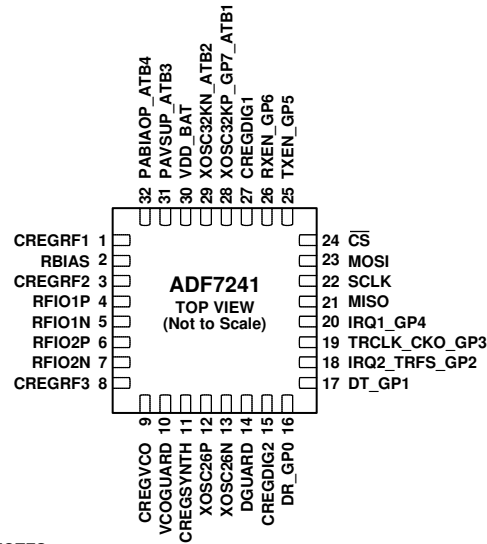 32 PABIAOP_ATB4
31 PAVSUP_ATB3
30 VDD_BAT
29 XOSC32KN_ATB2
28 XOSC32KP_GP7_ATB1
27 CREGDIG1
26 RXEN_GP6
25 TXEN_GP5
CREGRF1 1
RBIAS 2
CREGRF2 3
RFIO1P 4
RFIO1N 5
RFIO2P 6
RFIO2N 7
CREGRF3 8
ADF7241
TOP VIEW
(Not to Scale)
24 CS
23 MOSI
22 SCLK
21 MISO
20 IRQ1_GP4
19 TRCLK_CKO_GP3
18 IRQ2_TRFS_GP2
17 DT_GP1
CREGVCO 9
VCOGUARD 10
CREGSYNTH 11
XOSC26P 12
XOSC26N 13
DGUARD 14
CREGDIG2 15
DR_GP0 16